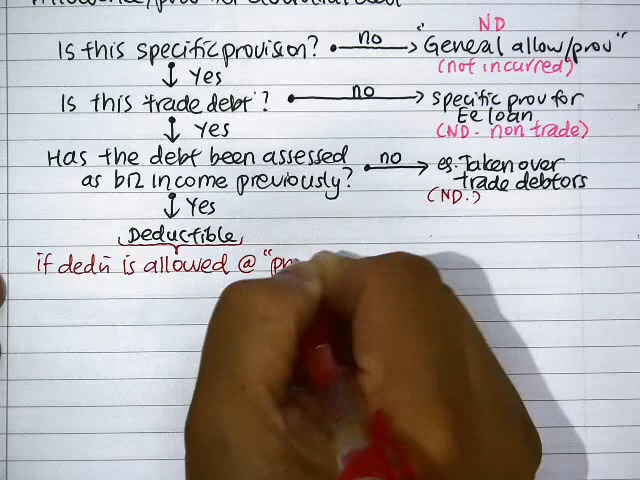 ND
Is this specific provision? no "General allow/prov"
(not incurred)
Yes
Is this trade debt? no specific prov for
Ee loan
Yes
(ND. non trade)
Has the debt been assessed no eg. Taken over
as bn income previously? trade debtors
(ND.)
Yes
Deductible
if dedn is allowed @ "pr